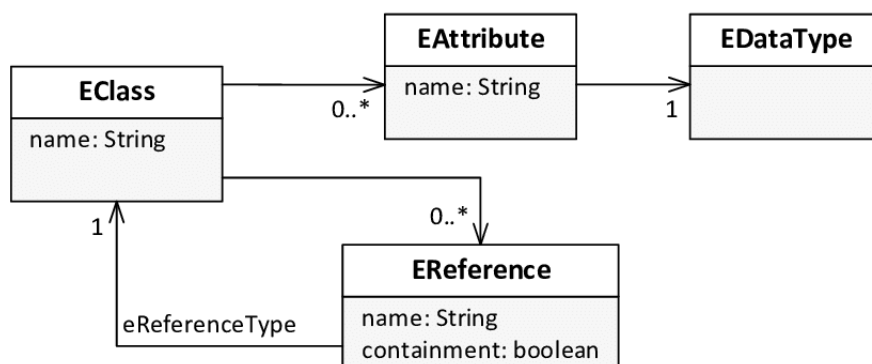 EAttribute
name: String
EDataType
EClass
name: String
0..*
1
0..*
1
EReference
name: String
containment: boolean
eReferenceType